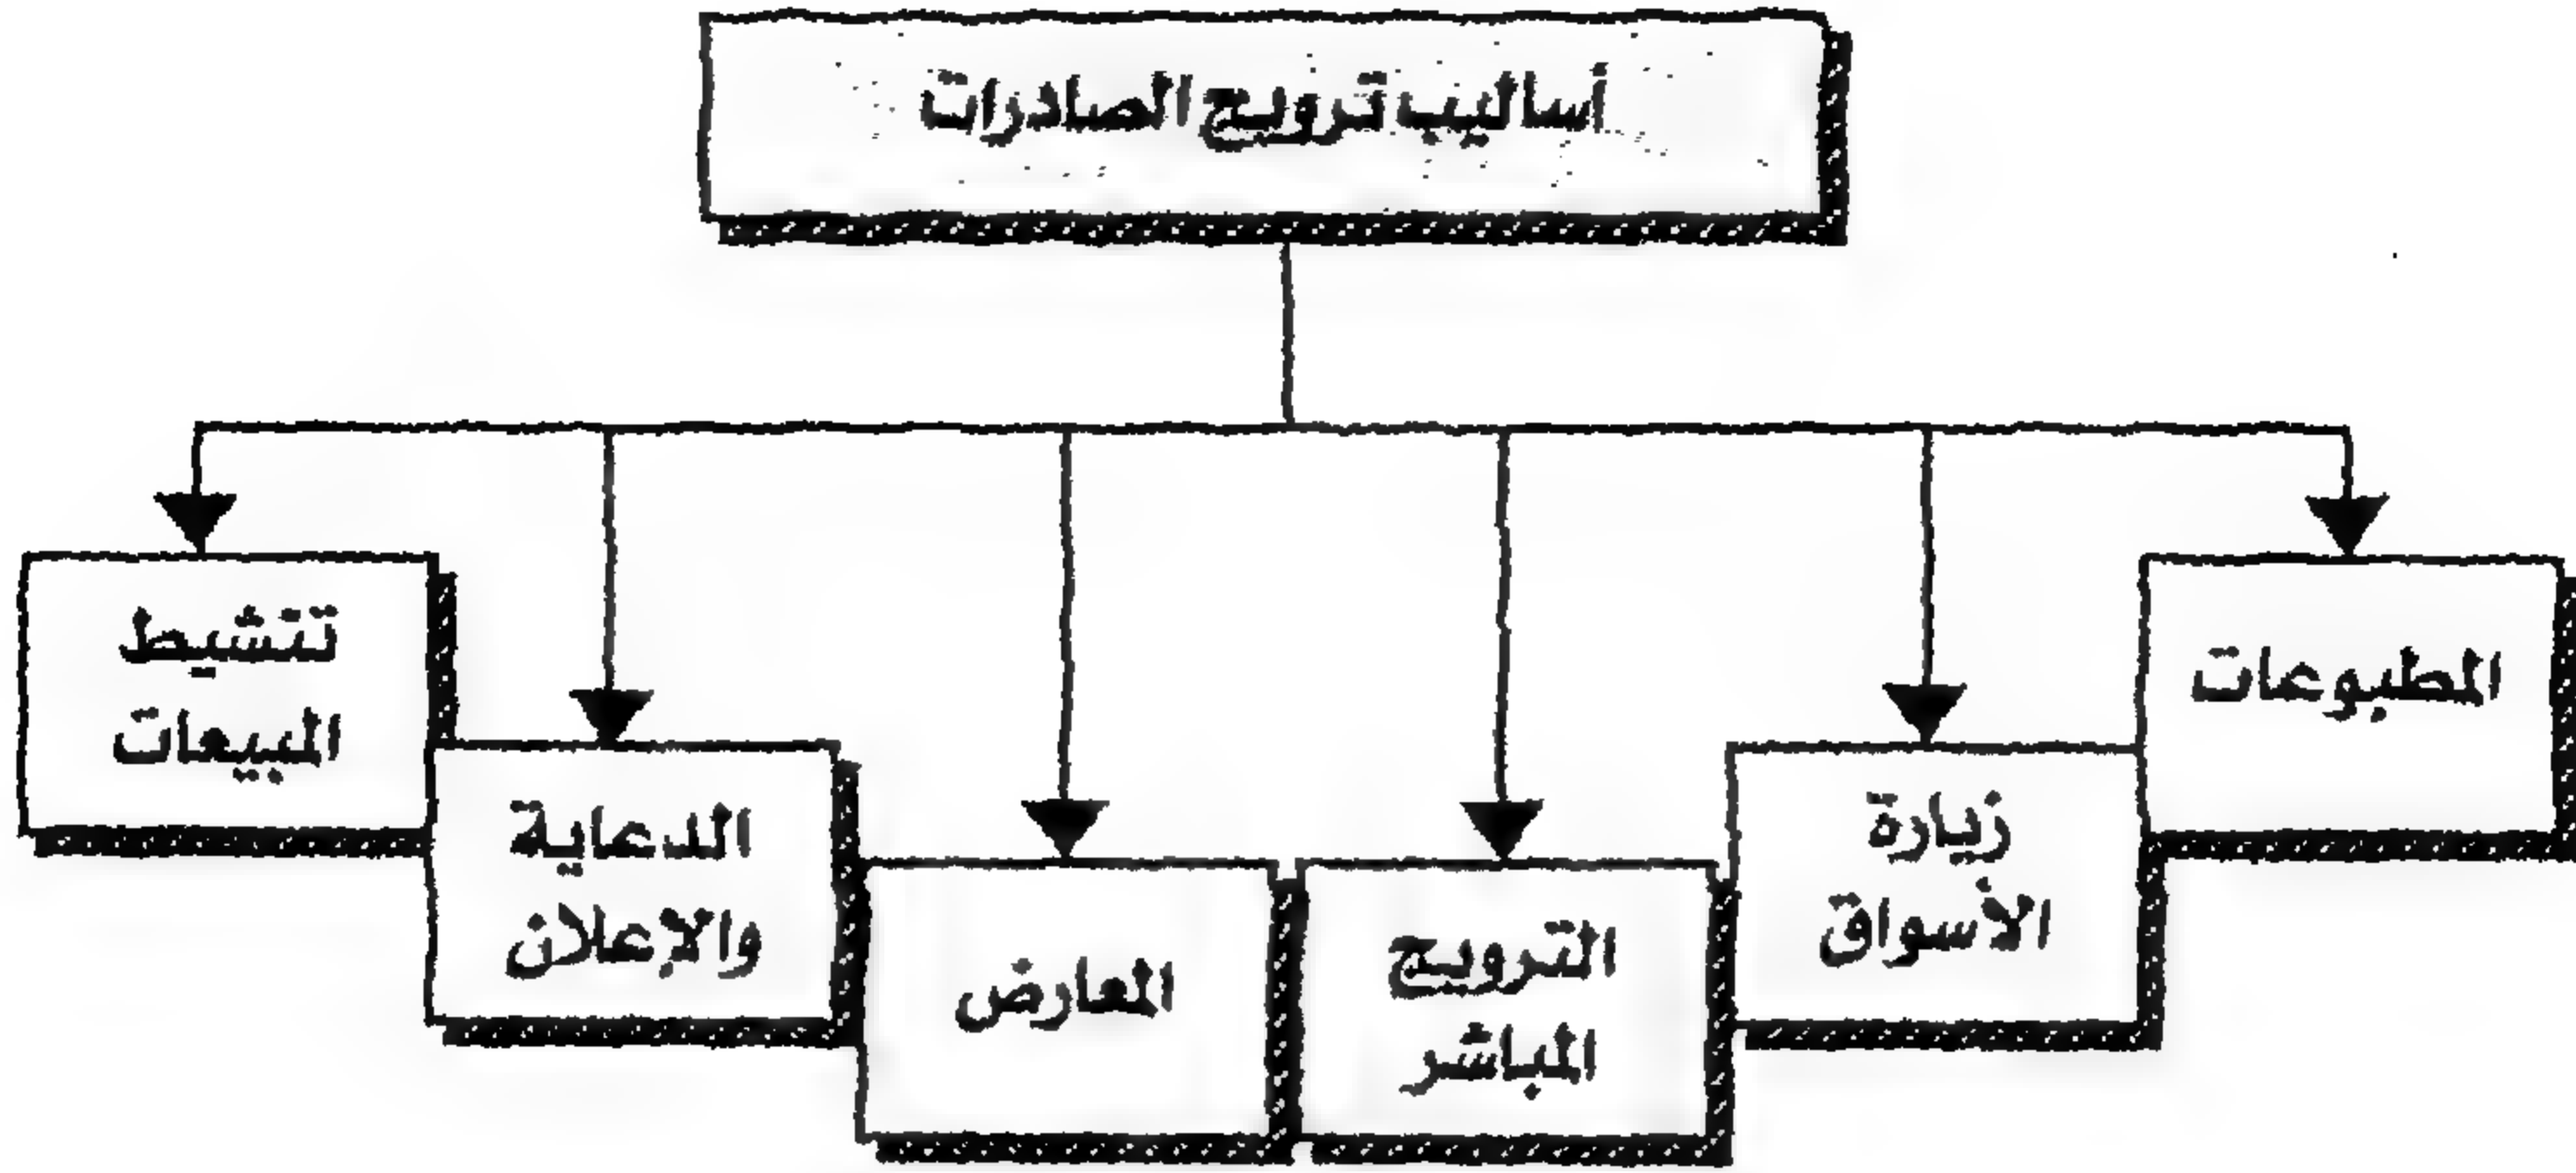 أساليب ترويج الصادرات
المطبوعات
زيارة
الأسواق
الترويج
المباشر
المعارض
الدعاية
والإعلان
تنشيط
المبيعات